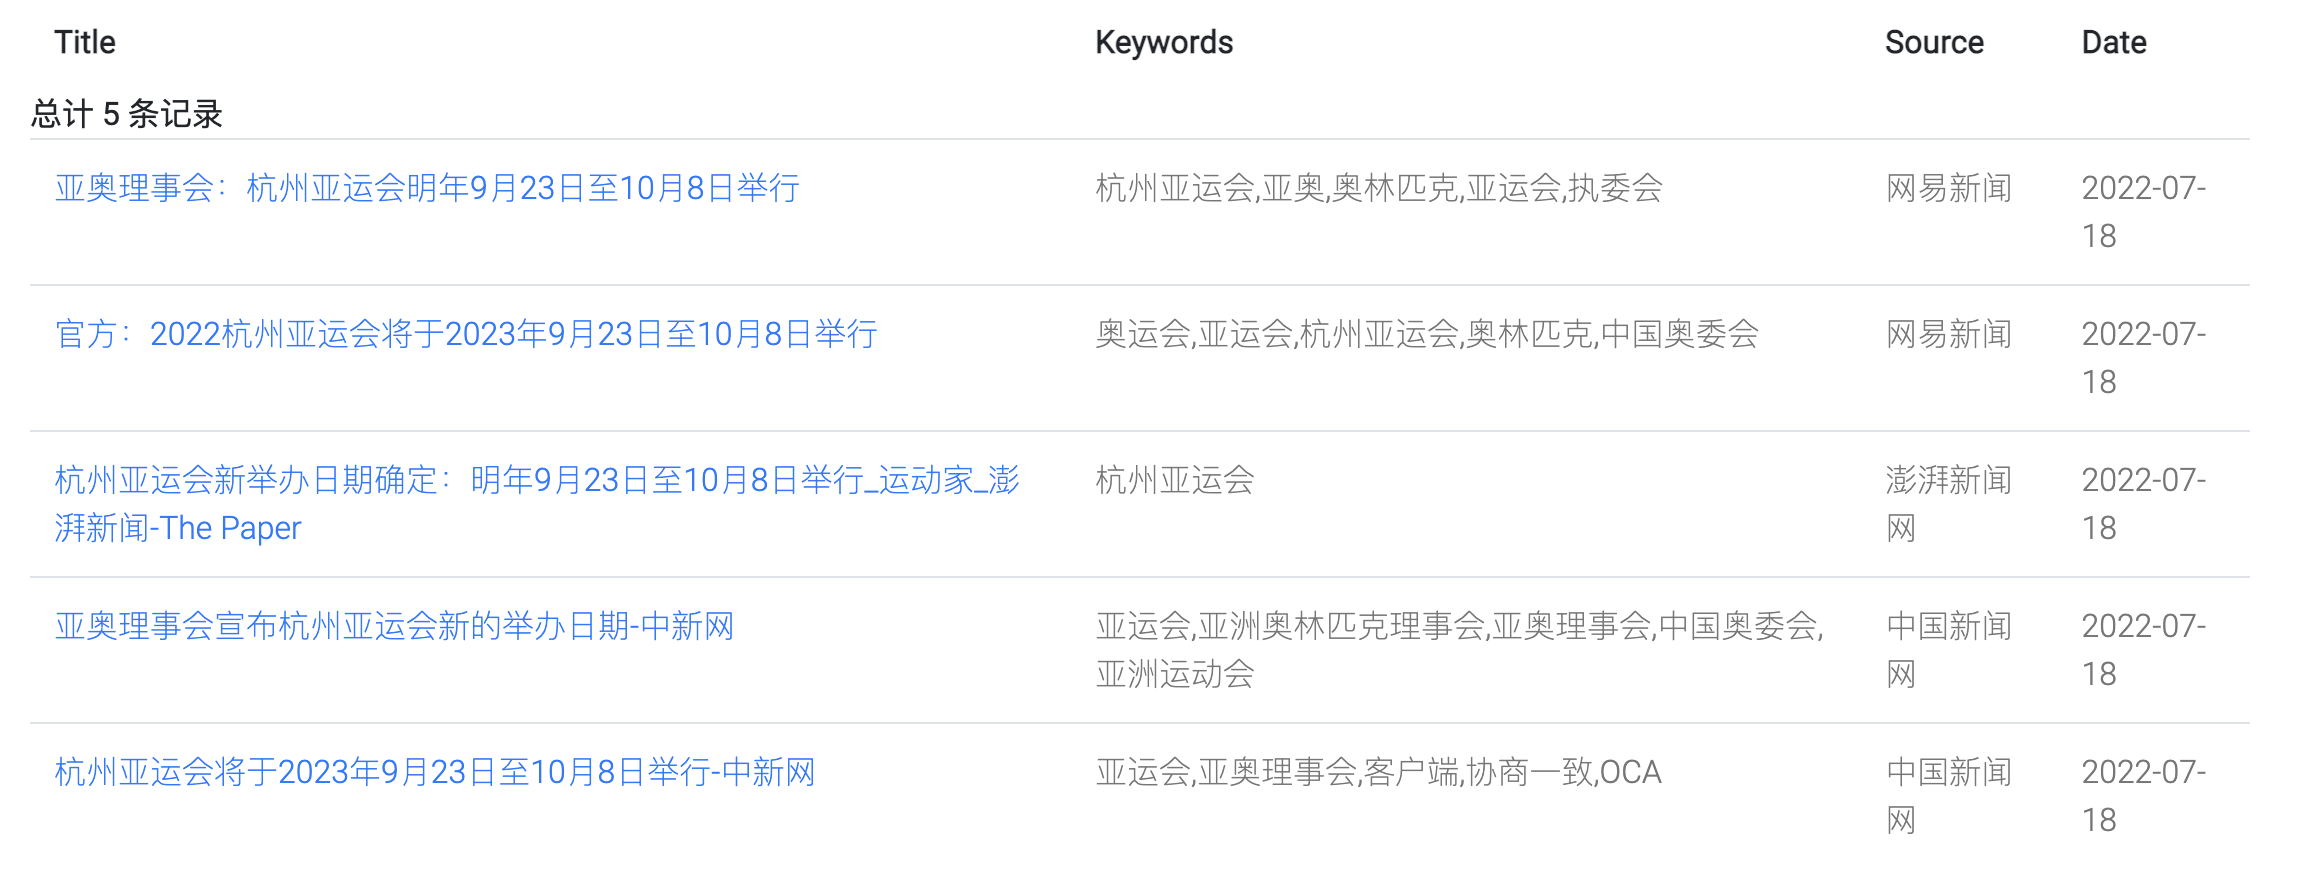 Title Keywords Source Date
总计 5 条记录
亚奥理事会：杭州亚运会明年9月23日至10月8日举行 杭州亚运会,亚奥,奥林匹克,亚运会,执委会 网易新闻 2022-07-
18
官方：2022杭州亚运会将于2023年9月23日至10月8日举行 奥运会,亚运会,杭州亚运会,奥林匹克,中国奥委会 网易新闻 2022-07-
18
杭州亚运会新举办日期确定：明年9月23日至10月8日举行_运动家_澎 杭州亚运会 澎湃新闻 2022-07-
湃新闻-The Paper 网 18
亚奥理事会宣布杭州亚运会新的举办日期-中新网 亚运会,亚洲奥林匹克理事会,亚奥理事会,中国奥委会, 中国新闻 2022-07-
亚洲运动会 网 18
杭州亚运会将于2023年9月23日至10月8日举行-中新网 亚运会,亚奥理事会,客户端,协商一致,OCA 中国新闻 2022-07-
网 18